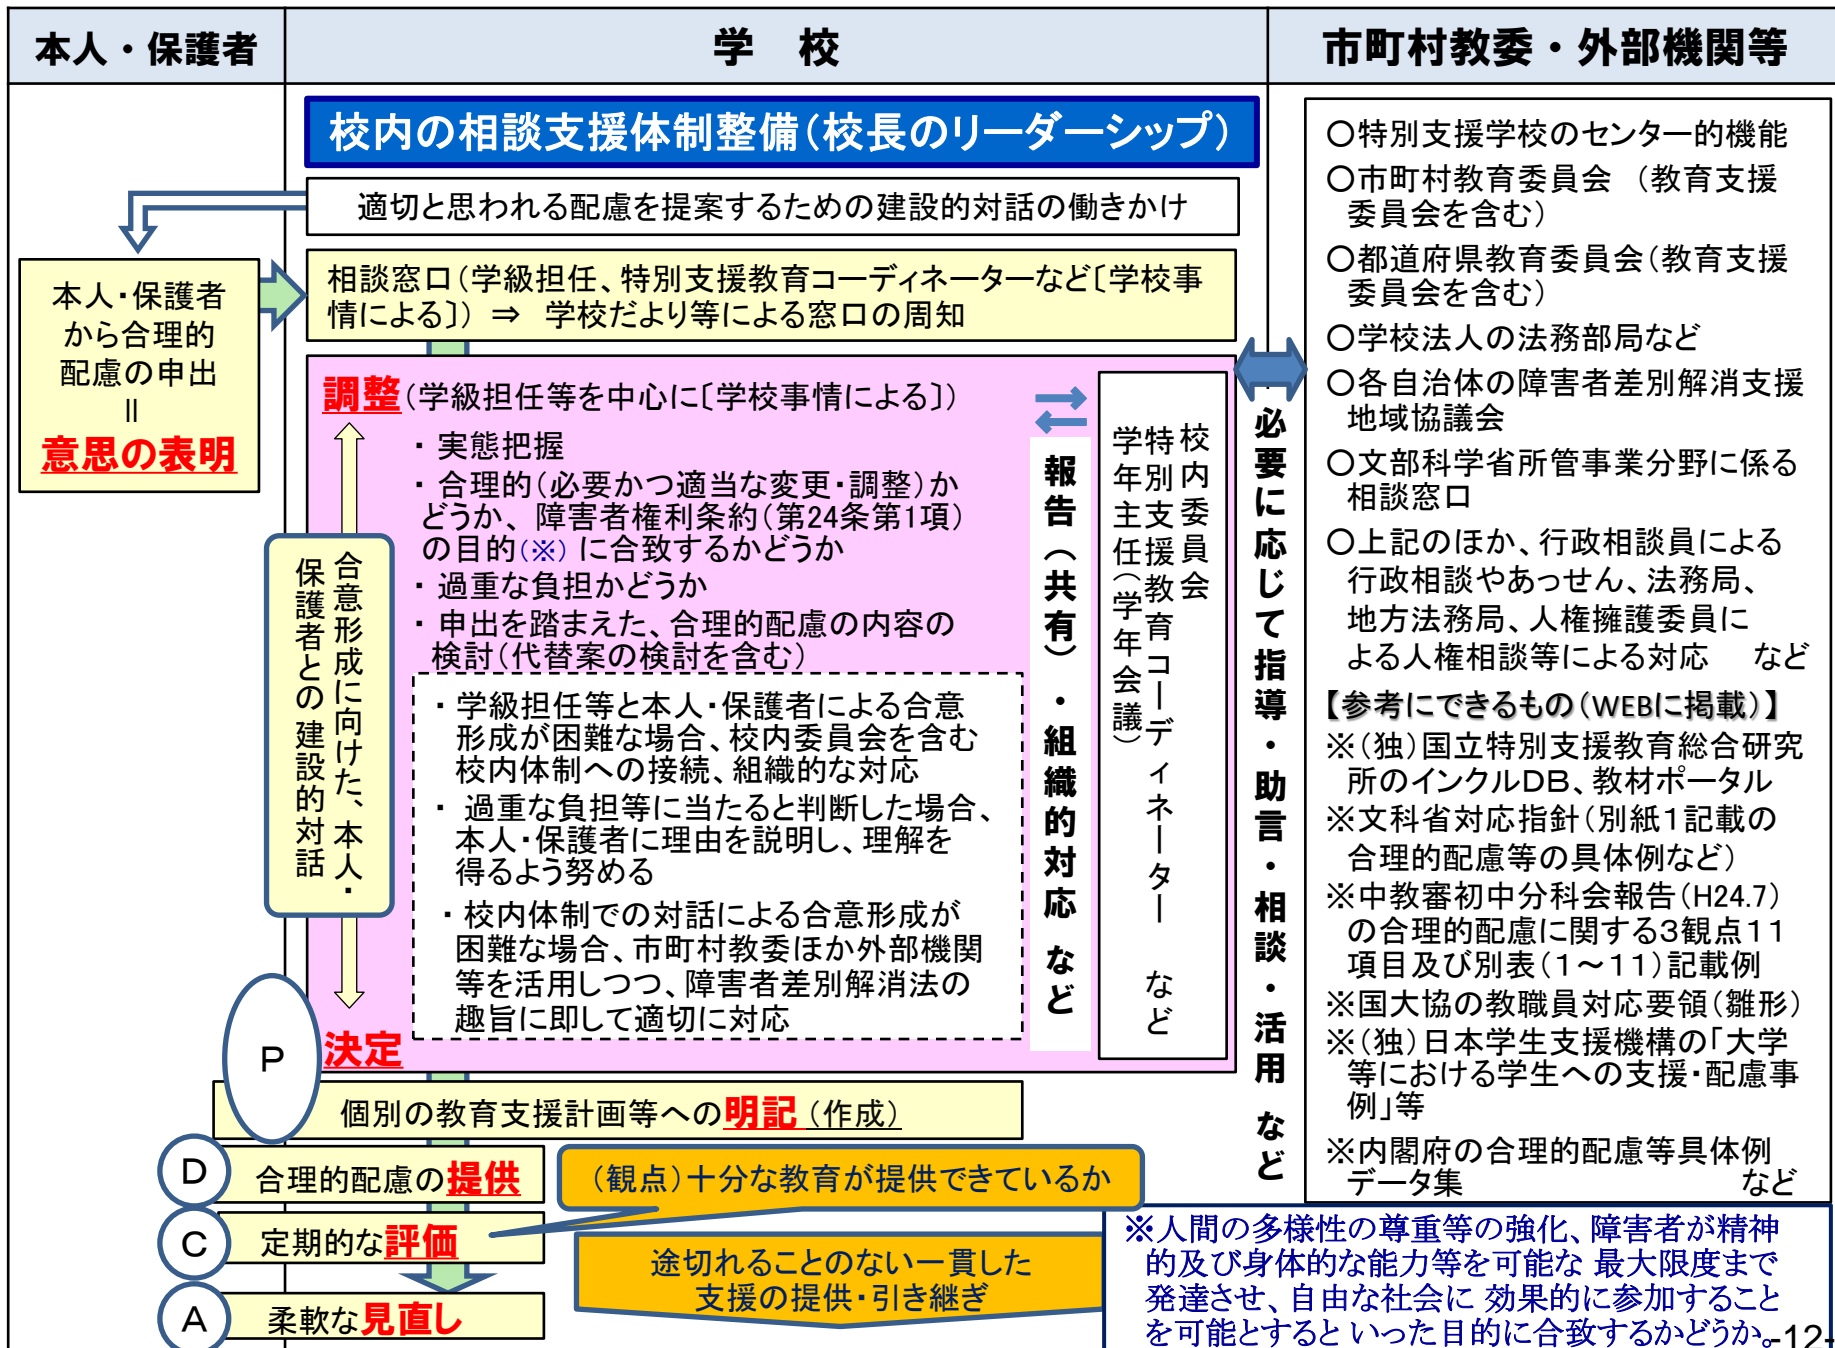 本人・保護者
学 校
市町村教委・外部機関等
校内の相談支援体制整備(校長のリーダーシップ)
適切と思われる配慮を提案するための建設的対話の働きかけ
本人・保護者
から合理的
配慮の申出
＝
意思の表明
相談窓口(学級担任、特別支援教育コーディネーターなど〔学校事
情による〕) ⇒ 学校だより等による窓口の周知
調整(学級担任等を中心に〔学校事情による〕)
・ 実態把握
・ 合理的(必要かつ適当な変更・調整)か
どうか、障害者権利条約(第24条第1項)
の目的(※)に合致するかどうか
・ 過重な負担かどうか
・ 申出を踏まえた、合理的配慮の内容の
検討(代替案の検討を含む)
・ 学級担任等と本人・保護者による合意
形成が困難な場合、校内委員会を含む
校内体制への接続、組織的な対応
・ 過重な負担等に当たると判断した場合、
本人・保護者に理由を説明し、理解を
得るよう努める
・ 校内体制での対話による合意形成が
困難な場合、市町村教委ほか外部機関
等を活用しつつ、障害者差別解消法の
趣旨に即して適切に対応
決定
合意形成に向けた、本人・
保護者との建設的対話
報告(共有)・組織的対応 など
校内委員会
特別支援教育コーディネーター など
学年主任(学年会議)
必要に応じて指導・助言・相談・活用 など
P
個別の教育支援計画等への明記(作成)
D
合理的配慮の提供
(観点)十分な教育が提供できているか
C
定期的な評価
途切れることのない一貫した
支援の提供・引き継ぎ
A
柔軟な見直し
○特別支援学校のセンター的機能
○市町村教育委員会 (教育支援
委員会を含む)
○都道府県教育委員会(教育支援
委員会を含む)
○学校法人の法務部局など
○各自治体の障害者差別解消支援
地域協議会
○文部科学省所管事業分野に係る
相談窓口
○上記のほか、行政相談員による
行政相談やあっせん、法務局、
地方法務局、人権擁護委員に
よる人権相談等による対応 など
【参考にできるもの(WEBに掲載)】
※(独)国立特別支援教育総合研究
所のインクルDB、教材ポータル
※文科省対応指針(別紙1記載の
合理的配慮等の具体例など)
※中教審初中分科会報告(H24.7)
の合理的配慮に関する3観点11
項目及び別表(1～11)記載例
※国大協の教職員対応要領(雛形)
※(独)日本学生支援機構の「大学
等における学生への支援・配慮事
例」等
※内閣府の合理的配慮等具体例
データ集 など
※人間の多様性の尊重等の強化、障害者が精神
的及び身体的な能力等を可能な 最大限度まで
発達させ、自由な社会に 効果的に参加すること
を可能とすると いった目的に合致するかどうか。
-12-